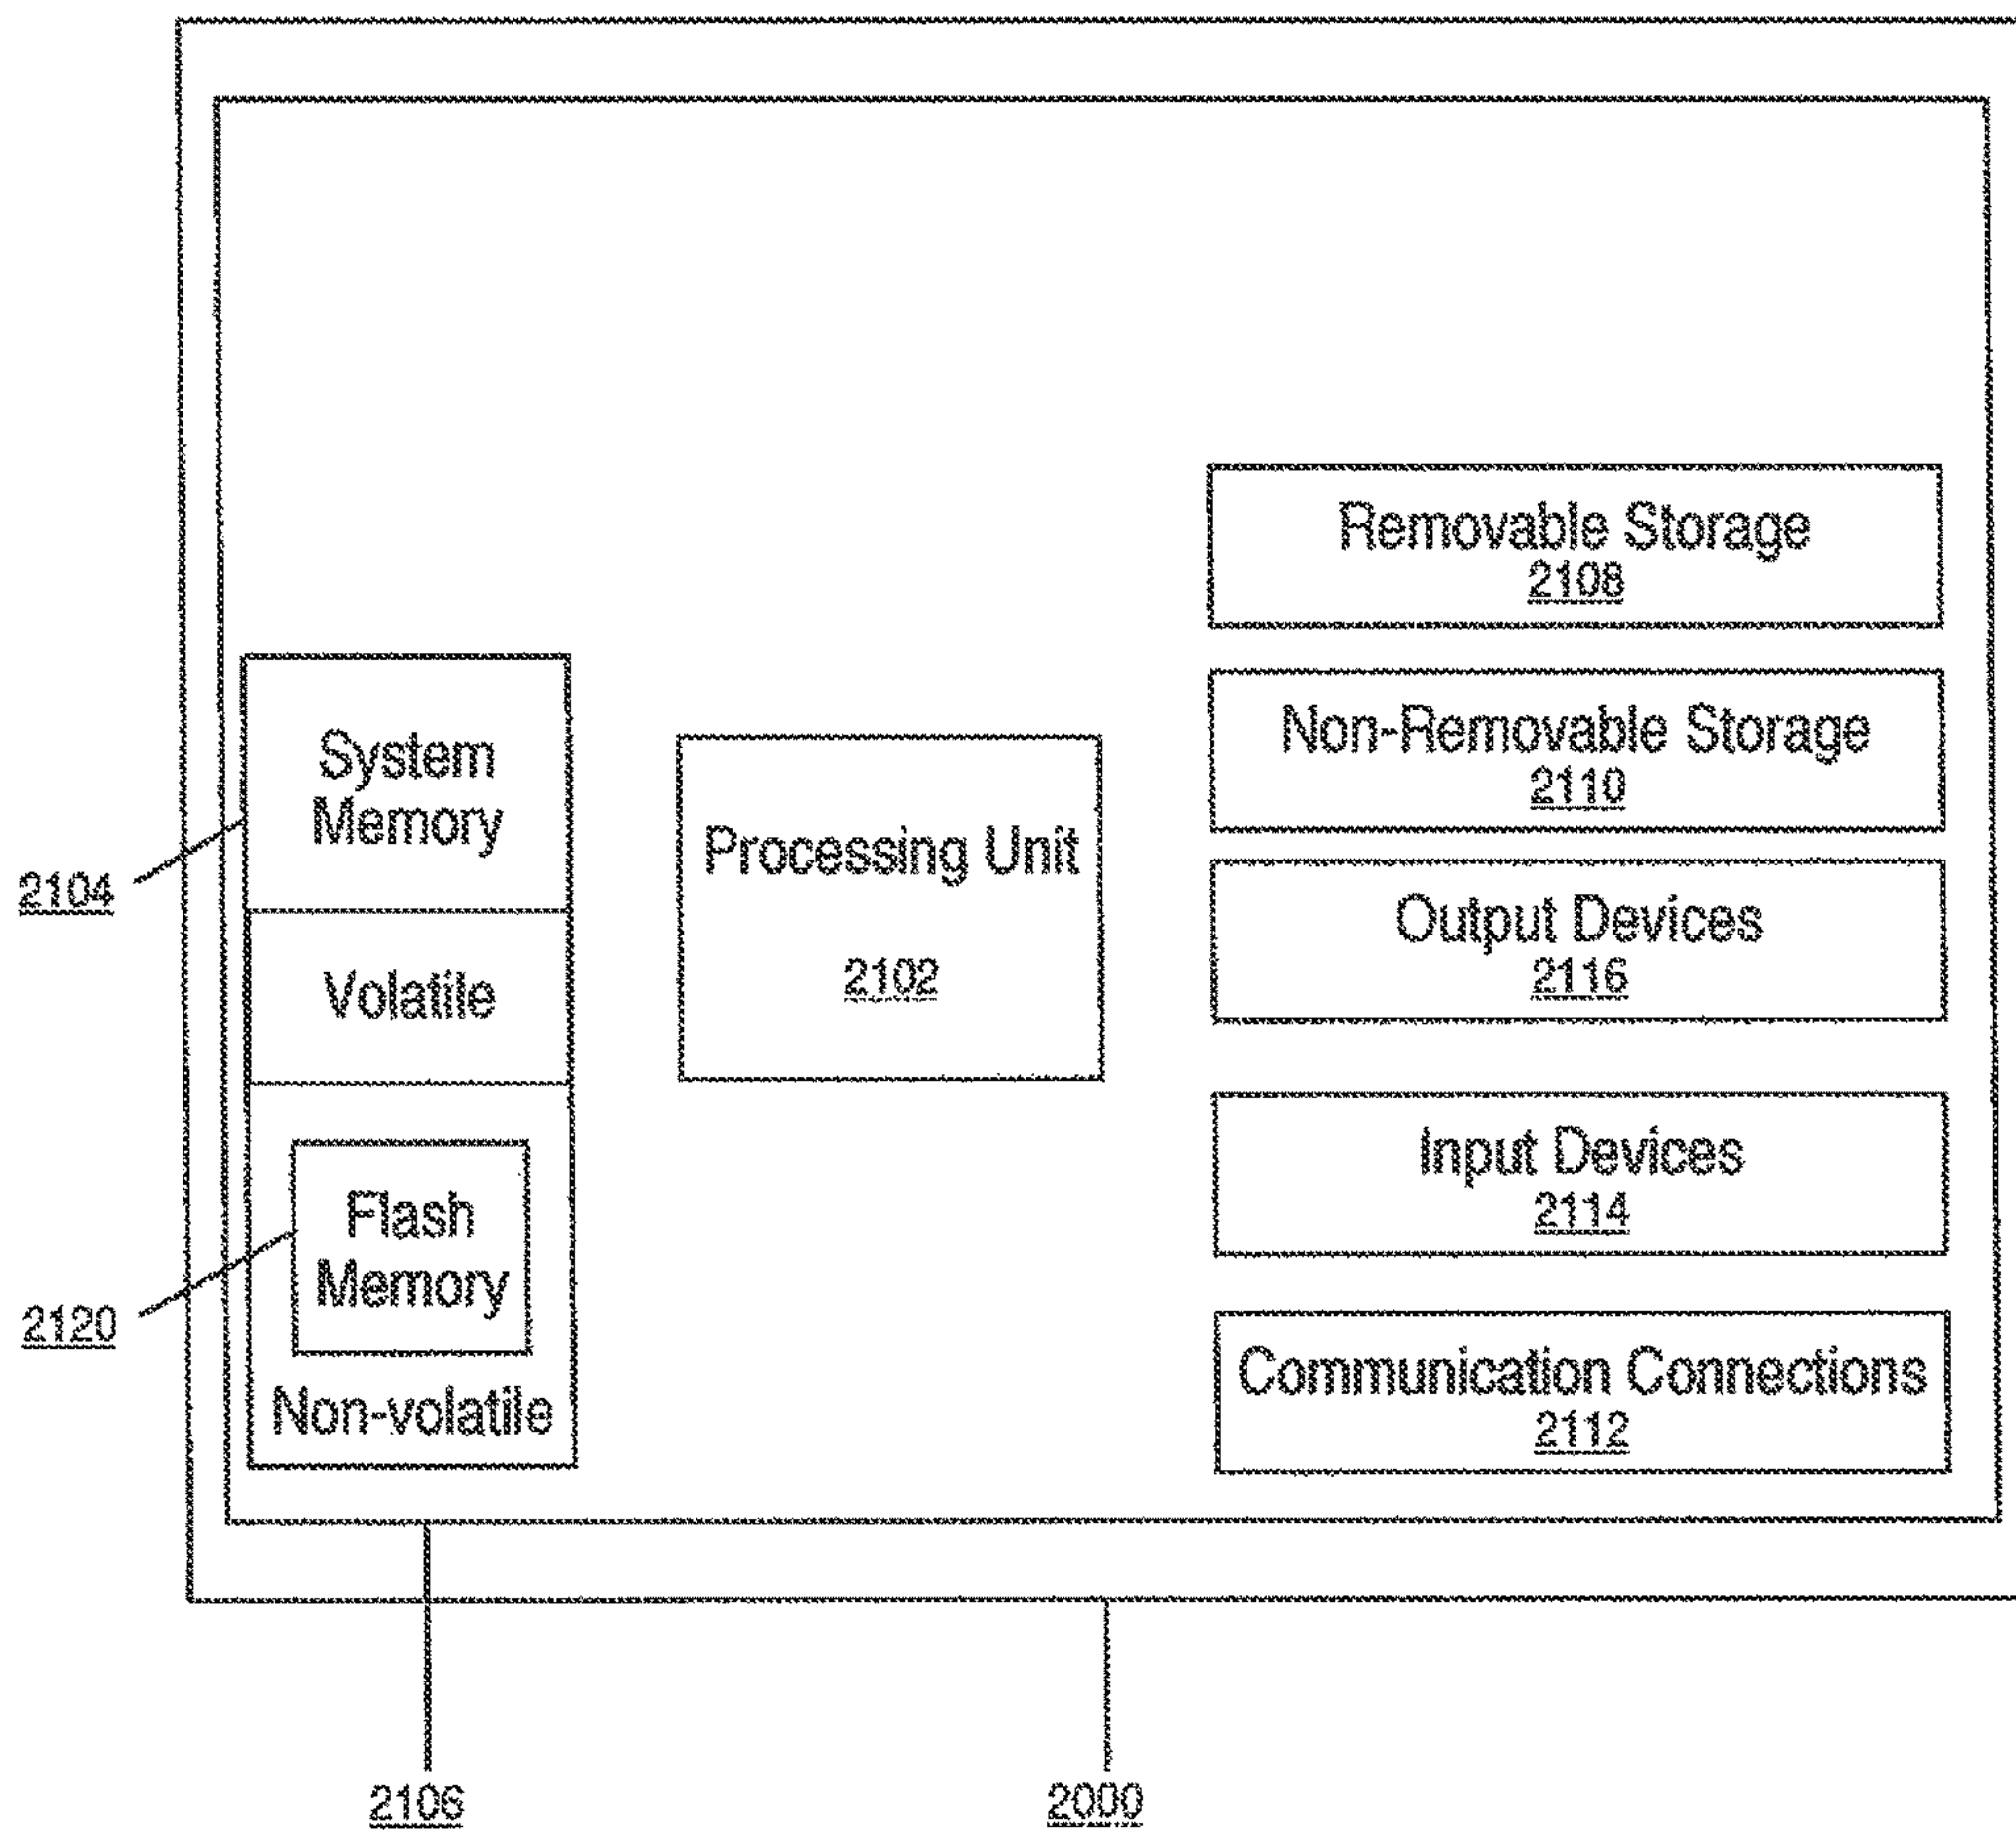 Removable Storage
2108
Non-Removable Storage
2110
System
Memory
2104
Processing Unit
2102
Output Devices
2116
Volatile
Input Devices
2114
Flash
Memory
2120
Non-volatile
Communication Connections
2112
2106
2000